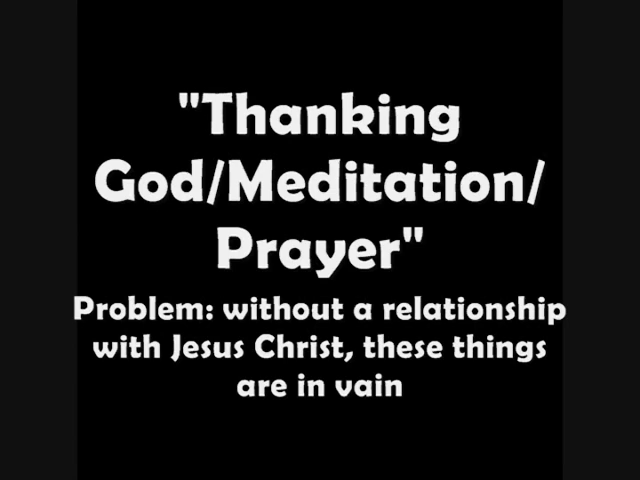 "Thanking
God/Meditation/
Prayer"
Problem: without a relationship
with Jesus Christ, these things
are in vain